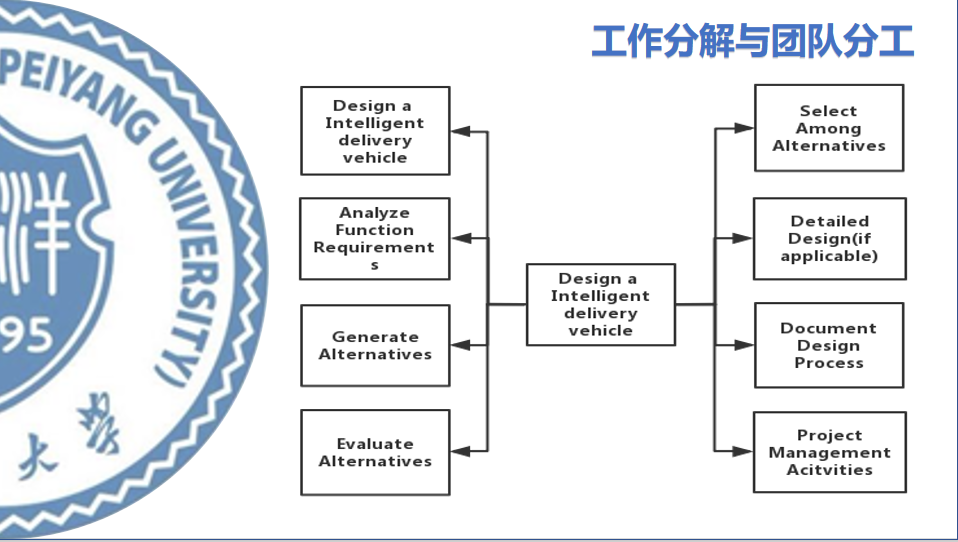 工作分解与团队分工
PEIYANG UNIVERSITY)
洋
95
大学
Design a
Intelligent
delivery
vehicle
Analyze
Function
Requirement
s
Generate
Alternatives
Evaluate
Alternatives
Design a
Intelligent
delivery
vehicle
Select
Among
Alternatives
Detailed
Design(if
applicable)
Document
Design
Process
Project
Management
Acitvities